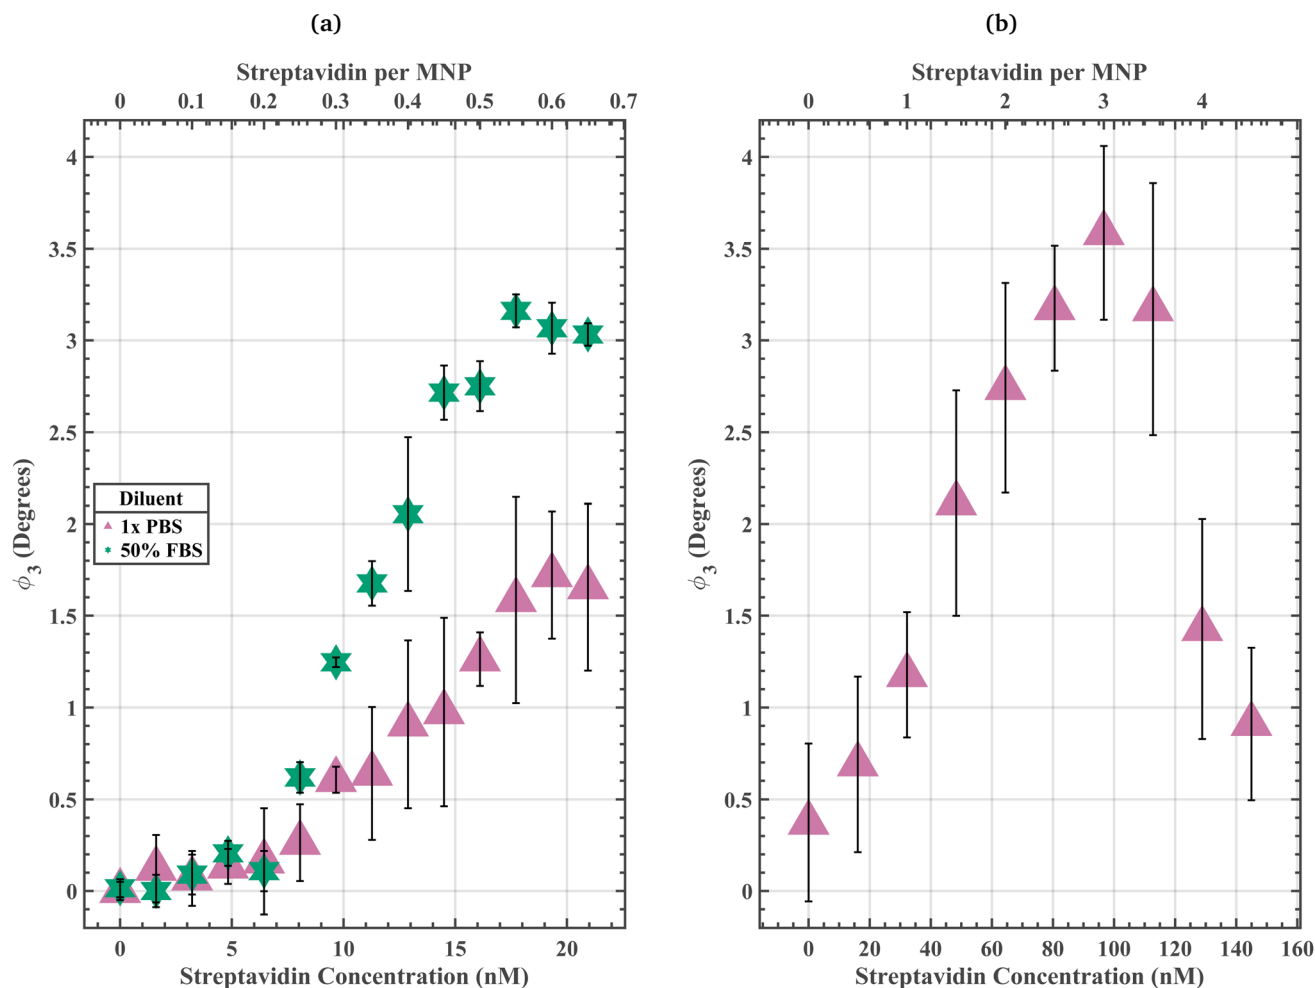 (a)
Streptavidin per MNP
0 0.1 0.2 0.3 0.4 0.5 0.6 0.7
4
3.5
3
2.5
2
1.5
1
0.5
0
ϕ3 (Degrees)
Diluent
1x PBS
50% FBS
0 5 10 15 20
Streptavidin Concentration (nM)
(b)
Streptavidin per MNP
0 1 2 3 4
4
3.5
3
2.5
2
1.5
1
0.5
0
ϕ3 (Degrees)
0 20 40 60 80 100 120 140 160
Streptavidin Concentration (nM)